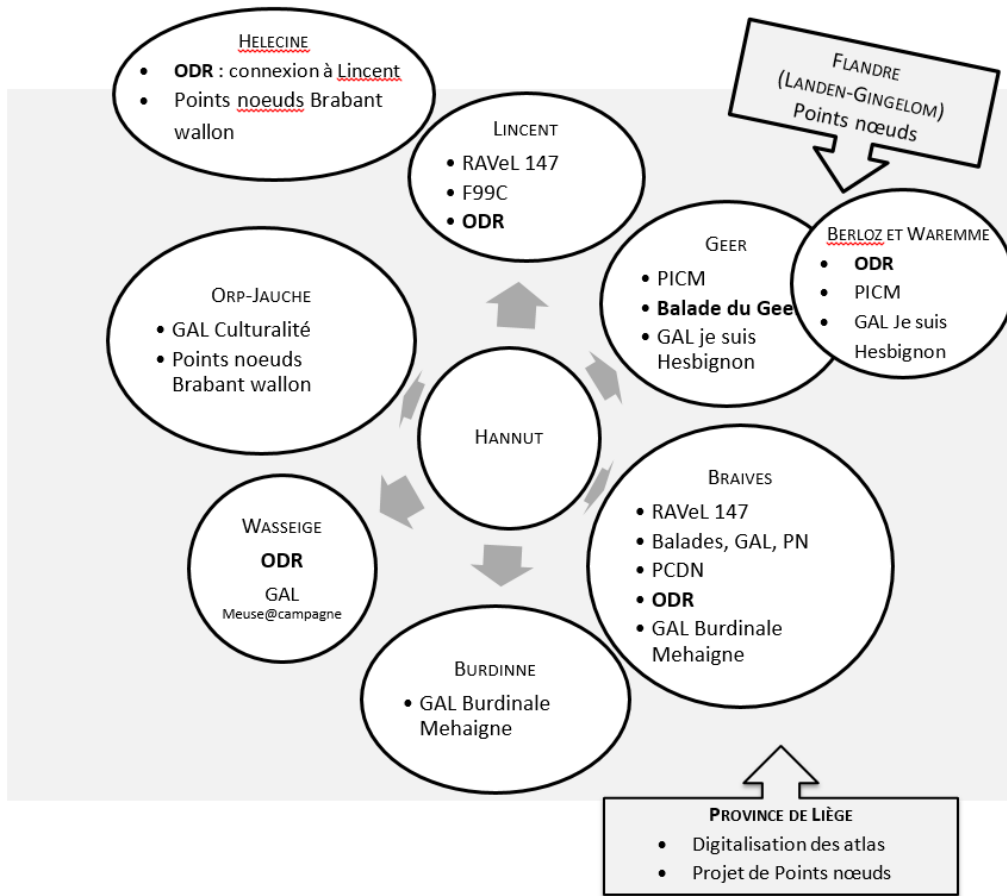 HELECINE
• ODR : connexion à Lincent
• Points noeuds Brabant
wallon
FLANDRE
(LANDEN-GINGELOM)
Points nœuds
LINCENT
• RAVeL 147
• F99C
• ODR
GEER
• PICM
• Balade du Gee
• GAL je suis
Hesbignon
BERLOZ ET WAREMME
• ODR
• PICM
• GAL Je suis
Hesbignon
ORP-JAUCHE
• GAL Culturalité
• Points noeuds
Brabant wallon
HANNUT
BRAIVES
• RAVeL 147
• Balades, GAL, PN
• PCDN
• ODR
• GAL Burdinale
Mehaigne
WASSEIGE
ODR
GAL
Meuse@campagne
BURDINNE
• GAL Burdinale
Mehaigne
PROVINCE DE LIÈGE
• Digitalisation des atlas
• Projet de Points nœuds